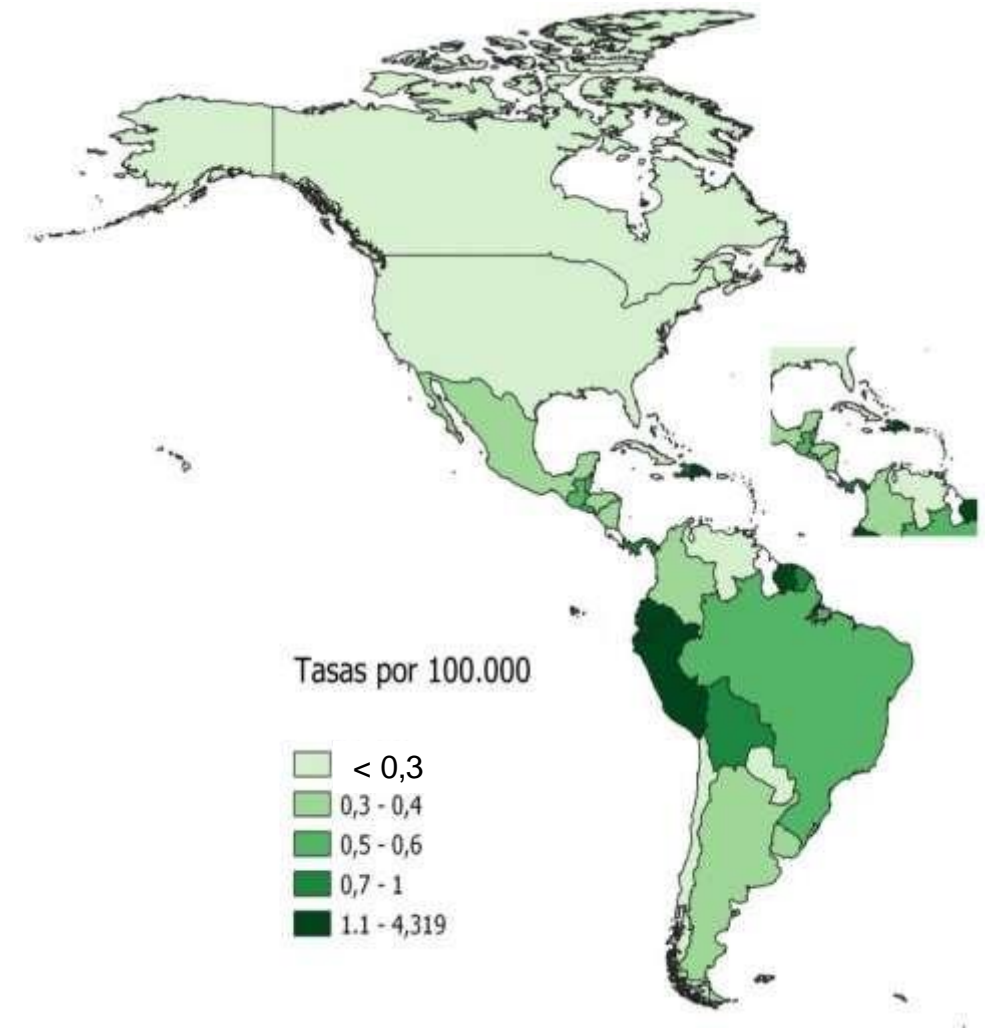 Tasas por 100.000
< 0,3
0,3 - 0,4
0,5 - 0,6
0,7 - 1
1.1 - 4,319